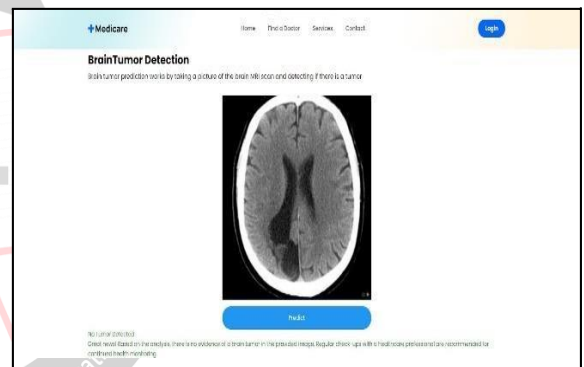 Medicare
Home Find a Doctor Services Contact
Login
BrainTumor Detection
Brain tumor prediction works by taking a picture of the brain MRI scan and detecting if there is a tumor
Predict
No Tumor Detected
Great news! Based on the analysis, there is no evidence of a brain tumor in the provided image. Regular check-ups with a healthcare professional are recommended for
continued health monitoring.